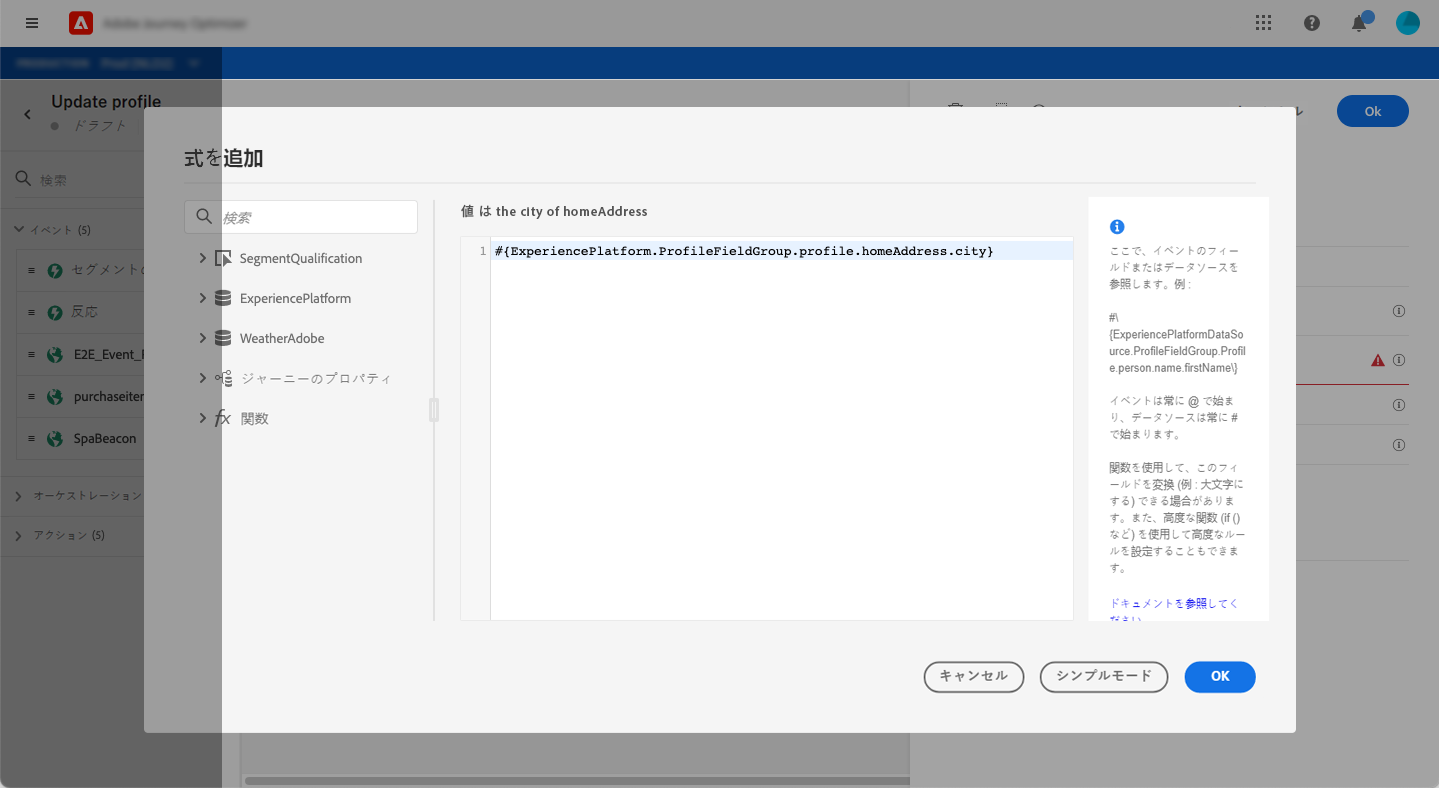 Adobe Journey Optimizer
PRODUCTION
Update profile
ドラフト
Ok
検索
イベント (5)
反応
purchaseiter
SpaBeacon
オーケストレーション
アクション (5)
式を追加
検索
SegmentQualification
ExperiencePlatform
WeatherAdobe
ジャーニーのプロパティ
関数
値 は the city of homeAddress
1 #{ExperiencePlatform.ProfileFieldGroup.profile.homeAddress.city}
ここで、イベントのフィー
ルドまたはデータソースを
参照します。例 :
#\
{ExperiencePlatformDataSo
urce.ProfileFieldGroup.Profil
e.person.name.firstName\}
イベントは常に @ で始ま
り、データソースは常に #
で始まります。
関数を使用して、このフィ
ールドを変換 (例 : 大文字に
する) できる場合がありま
す。また、高度な関数 (if ()
など) を使用して高度なルー
ルを設定することもできま
す。
ドキュメントを参照してく
ださい
キャンセル
シンプルモード
OK